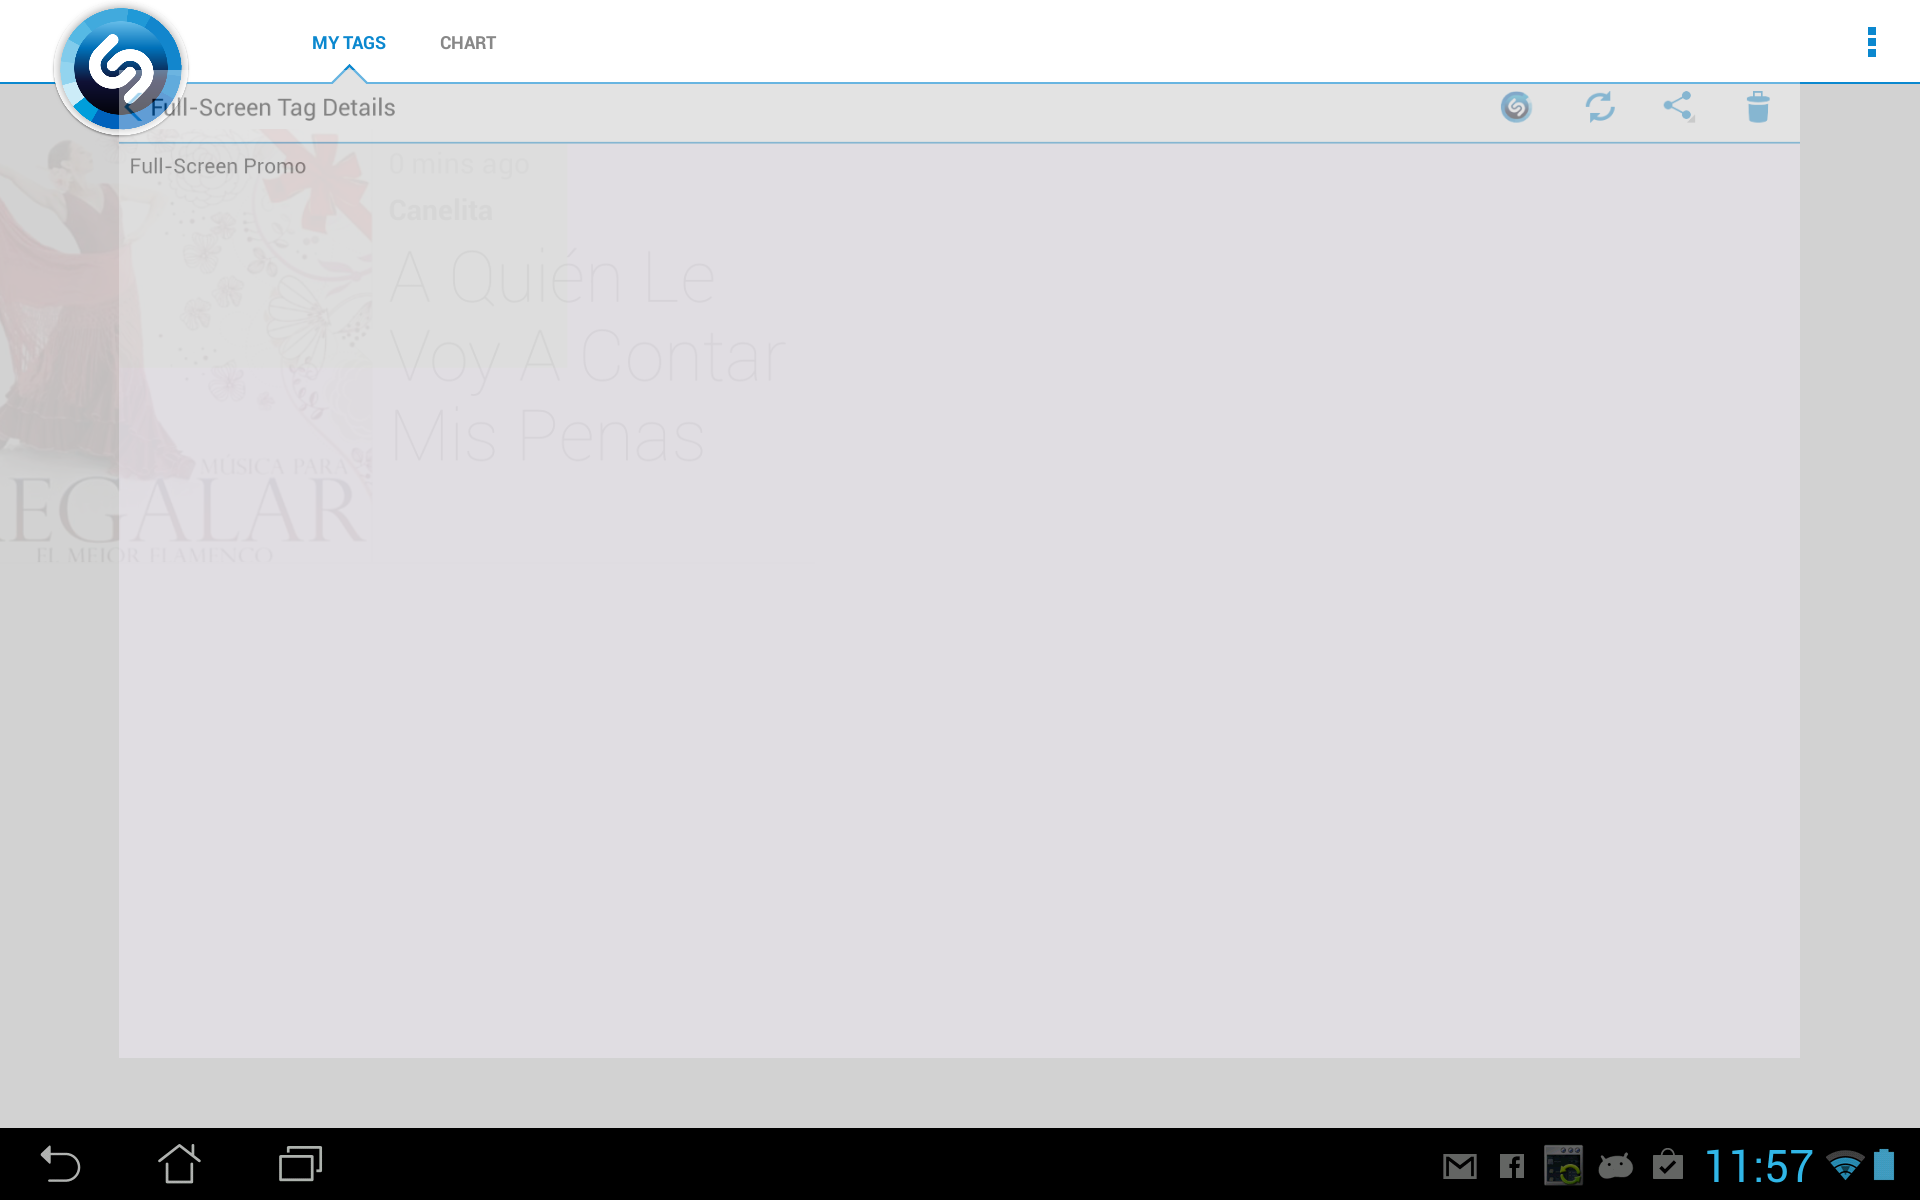 MY TAGS CHART
Full-Screen Tag Details
Full-Screen Promo
0 mins ago
Canelita
A Quién Le
Voy A Contar
Mis Penas
MÚSICA PARA
REGALAR
EL MEJOR FLAMENCO
11:57